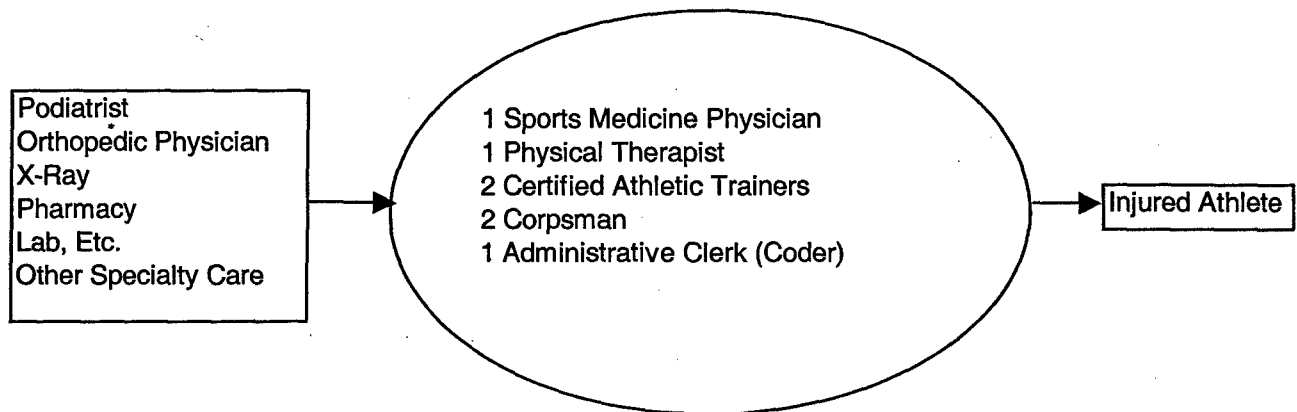 Podiatrist
Orthopedic Physician
X-Ray
Pharmacy
Lab, Etc.
Other Specialty Care
1 Sports Medicine Physician
1 Physical Therapist
2 Certified Athletic Trainers
2 Corpsman
1 Administrative Clerk (Coder)
Injured Athlete